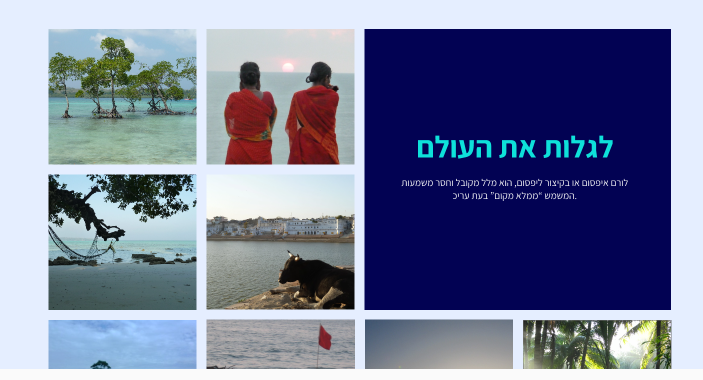 לגלות את העולם
לורם איפסום או בקיצור ליפסום, הוא מלל מקובל וחסר משמעות
המשמש "ממלא מקום" בעת עריכ.